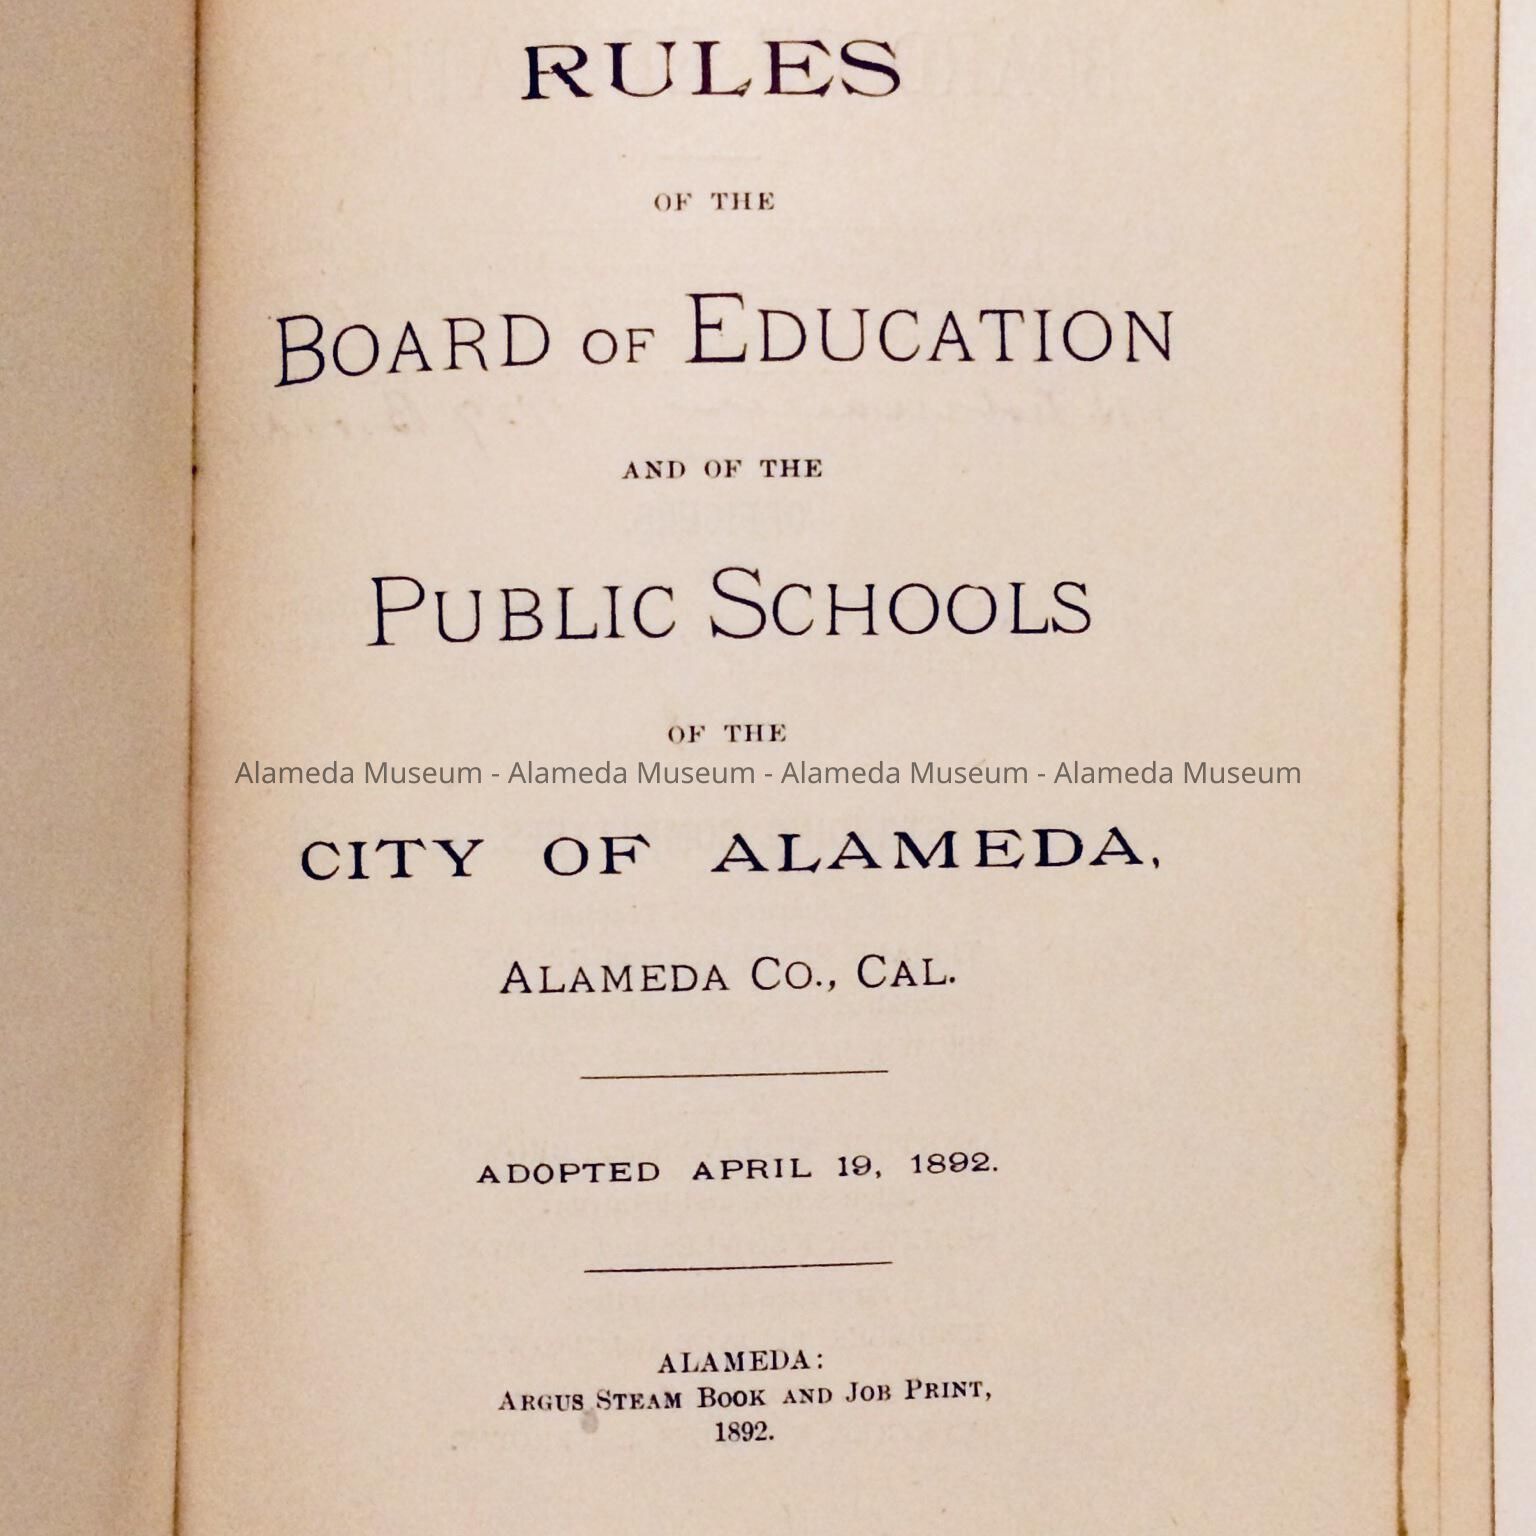 RULES
OF THE
BOARD OF EDUCATION
AND OF THE
PUBLIC SCHOOLS
OF THE
Alameda Museum - Alameda Museum - Alameda Museum - Alameda Museum
CITY OF ALAMEDA,
ALAMEDA CO., CAL.
ADOPTED APRIL 19, 1892.
ALAMEDA:
ARGUS STEAM BOOK AND JOB PRINT,
1892.